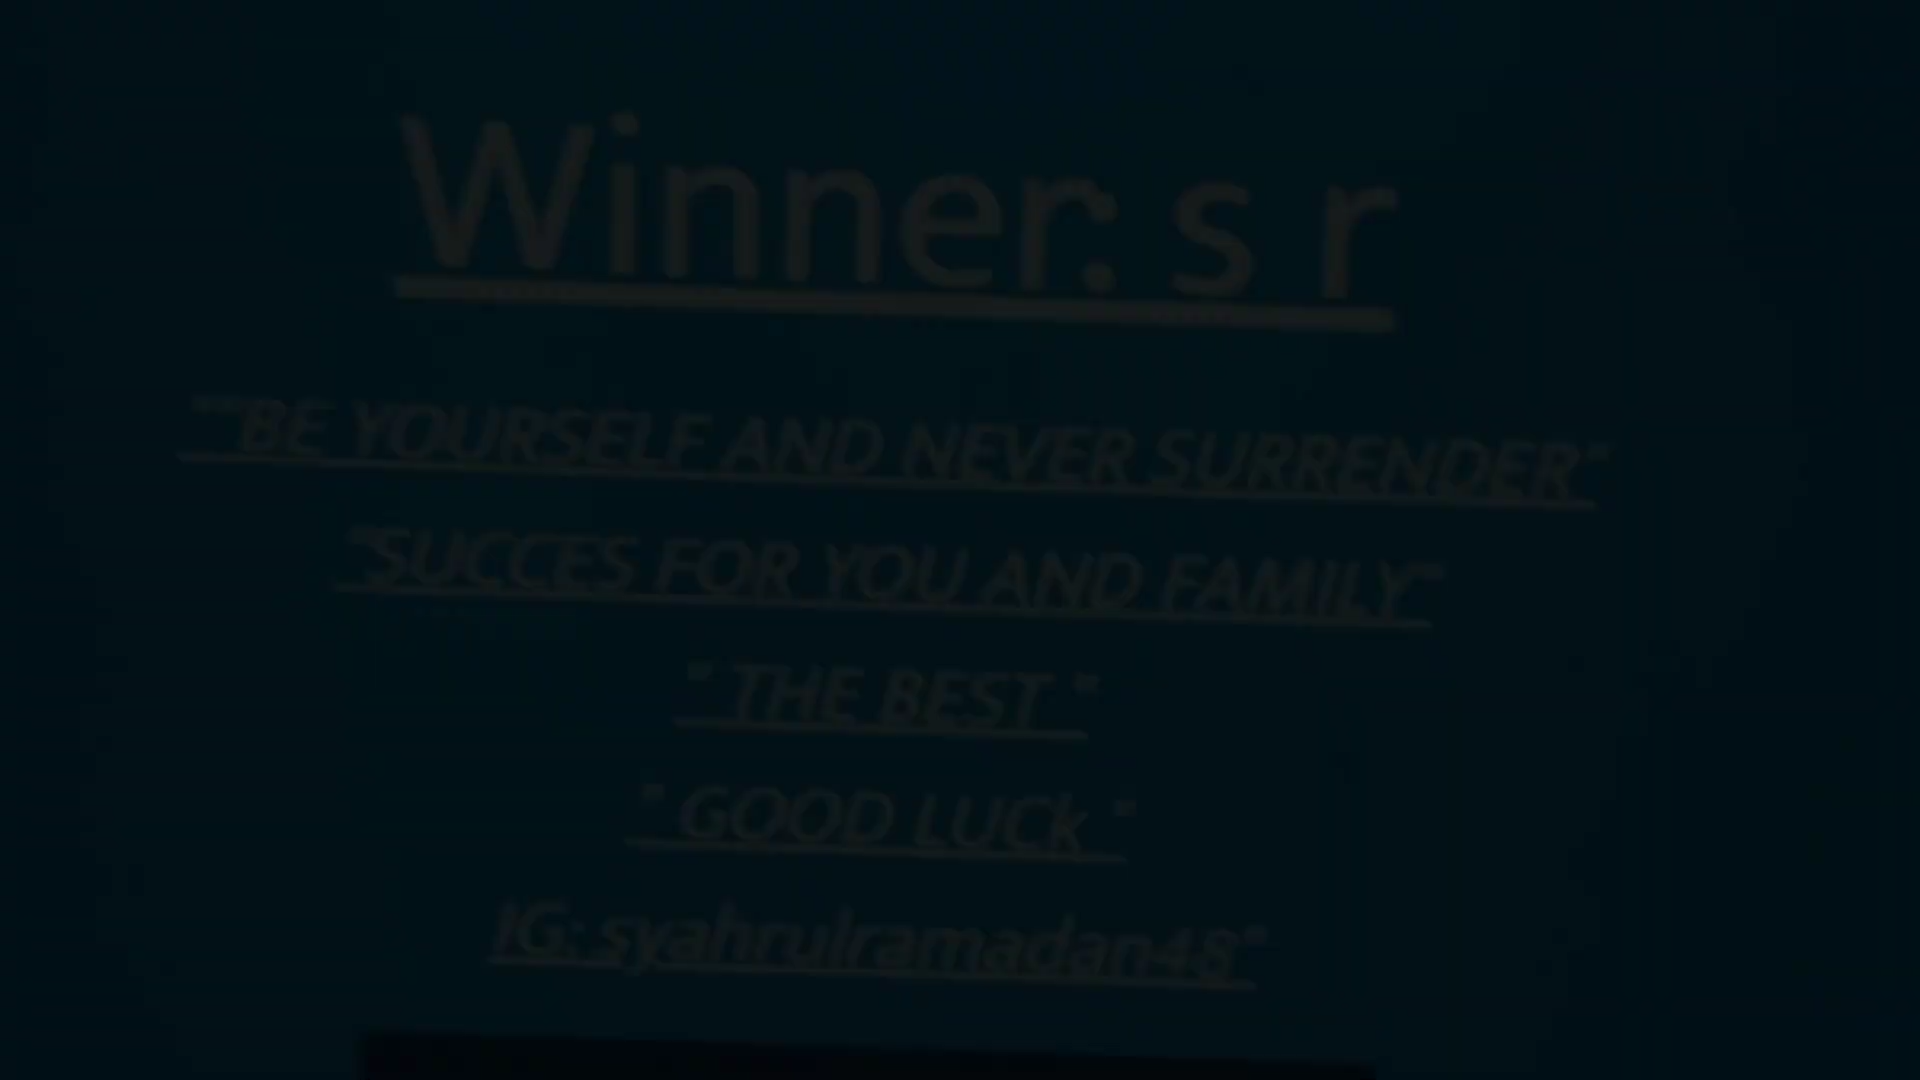 Winner: s r
"''BE YOURSELF AND NEVER SURRENDER"
"SUCCES FOR YOU AND FAMILY"
" THE BEST "
" GOOD LUCk "
IG: syahrulramadan48"